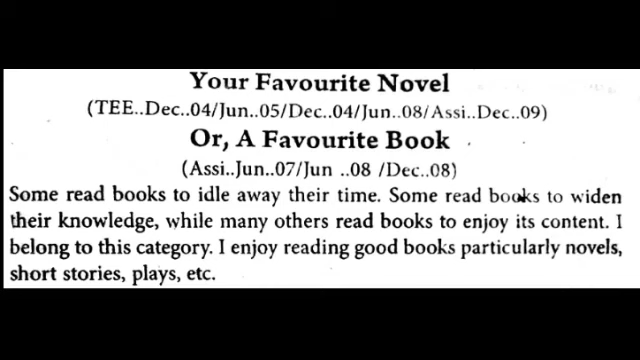 Your Favourite Novel
(TEE..Dec..04/Jun..05/Dec..04/Jun..08/Assi..Dec..09)
Or, A Favourite Book
(Assi..Jun..07/Jun ..08 /Dec..08)
Some read books to idle away their time. Some read books to widen
their knowledge, while many others read books to enjoy its content. I
belong to this category. I enjoy reading good books particularly novels,
short stories, plays, etc.